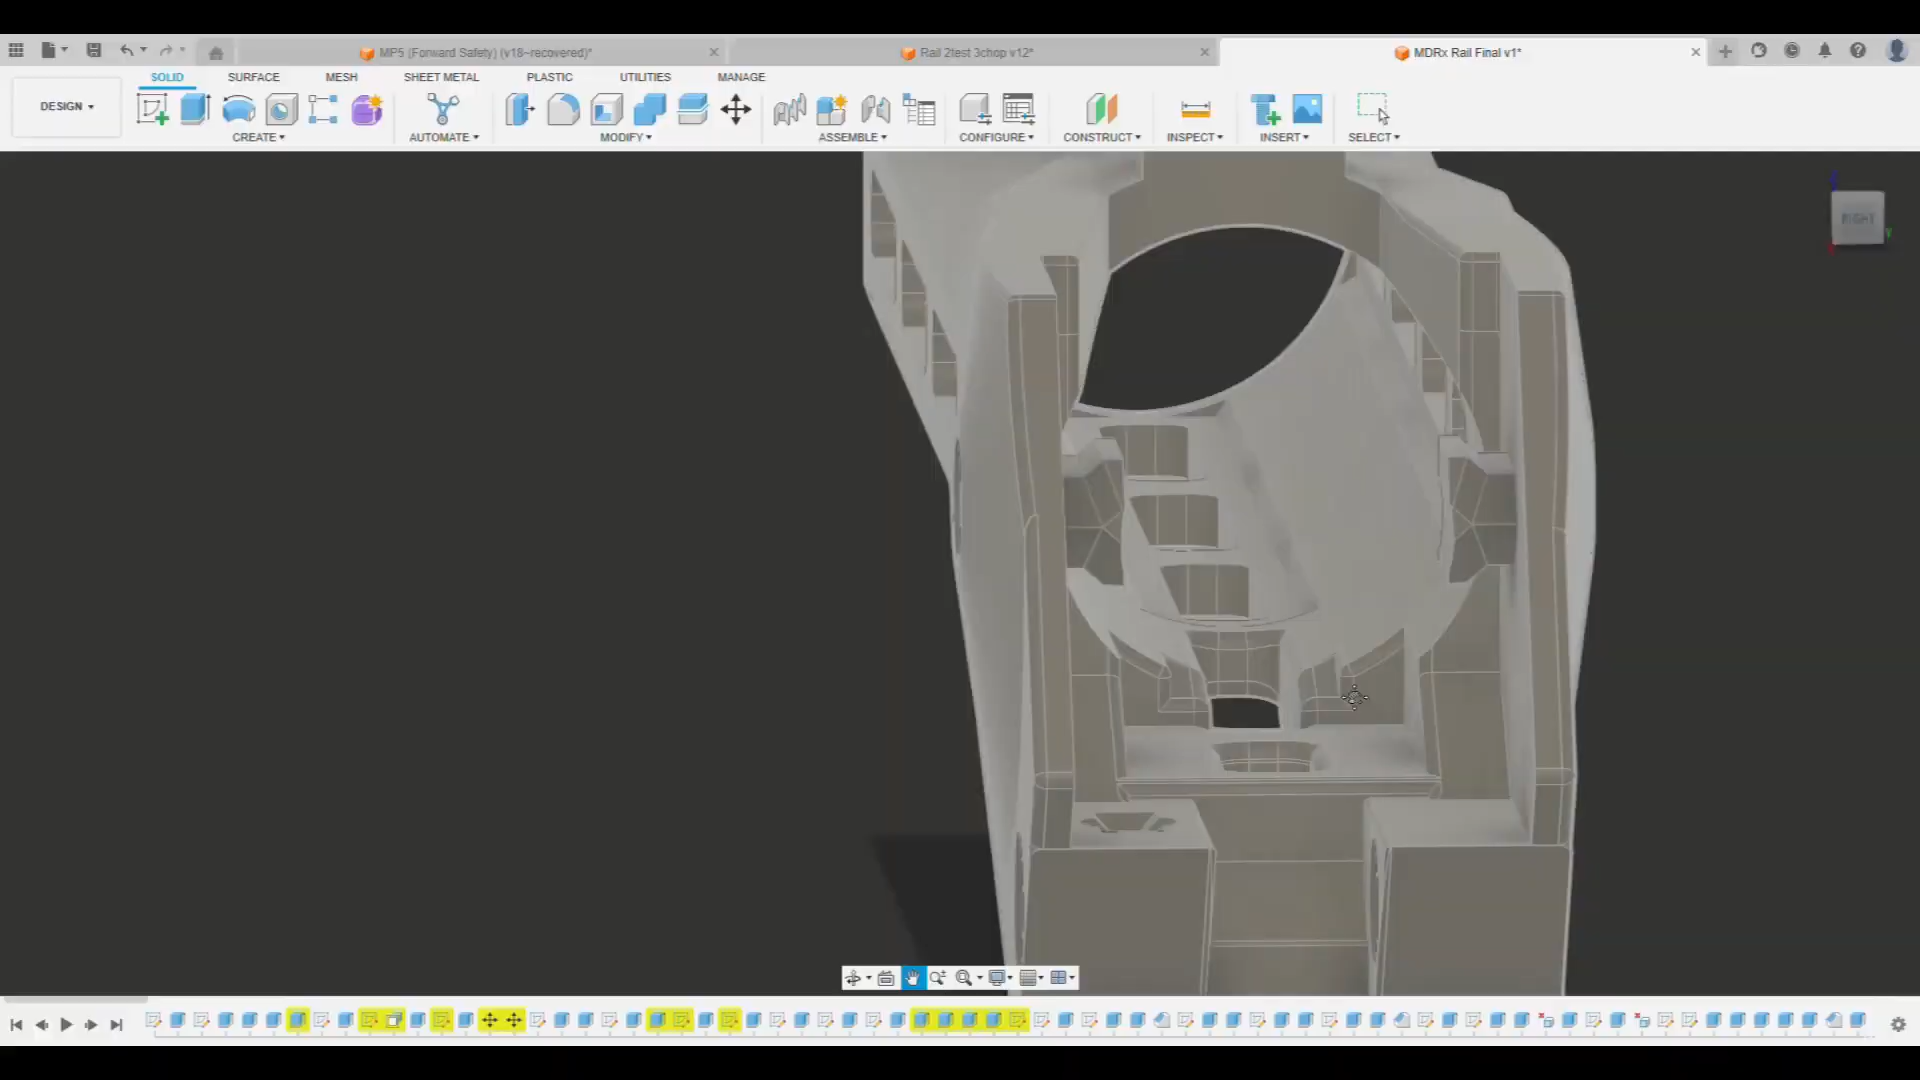 MP5 (Forward Safety) (v18~recovered)*
Rail 2test 3chop v12*
MDRx Rail Final v1*
DESIGN
SOLID
SURFACE
MESH
SHEET METAL
PLASTIC
UTILITIES
MANAGE
CREATE
AUTOMATE
MODIFY
ASSEMBLE
CONFIGURE
CONSTRUCT
INSPECT
INSERT
SELECT
RIGHT
Y